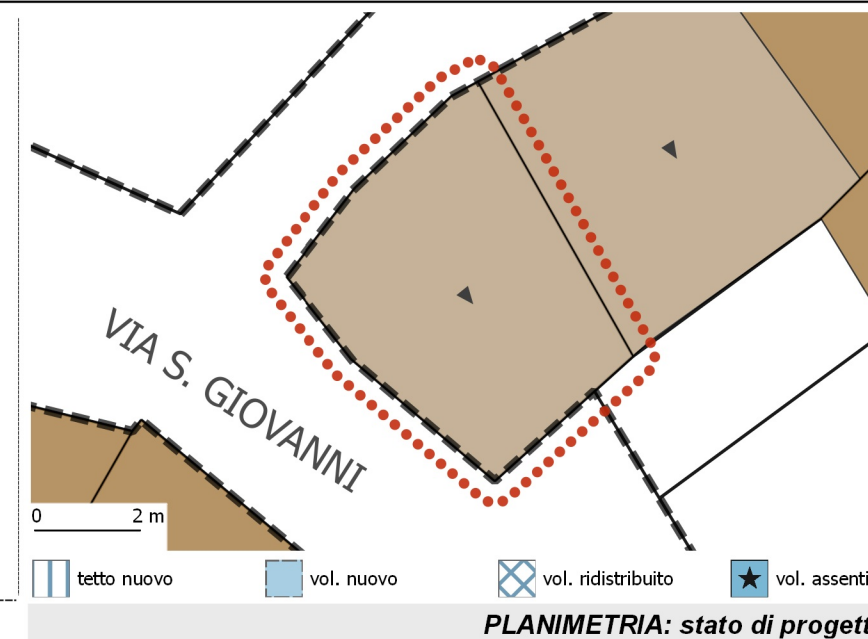 VIA S. GIOVANNI
0 2 m
tetto nuovo vol. nuovo vol. ridistribuito vol. assenti
PLANIMETRIA: stato di progett